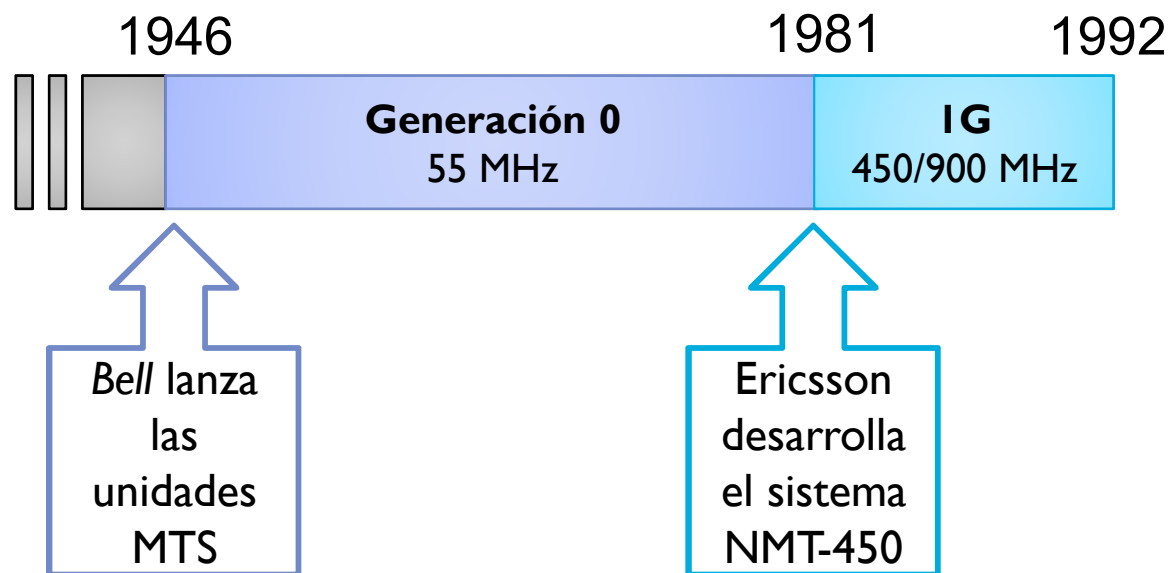 1946
1981
1992
Generación 0
55 MHz
1G
450/900 MHz
Bell lanza
las
unidades
MTS
Ericsson
desarrolla
el sistema
NMT-450